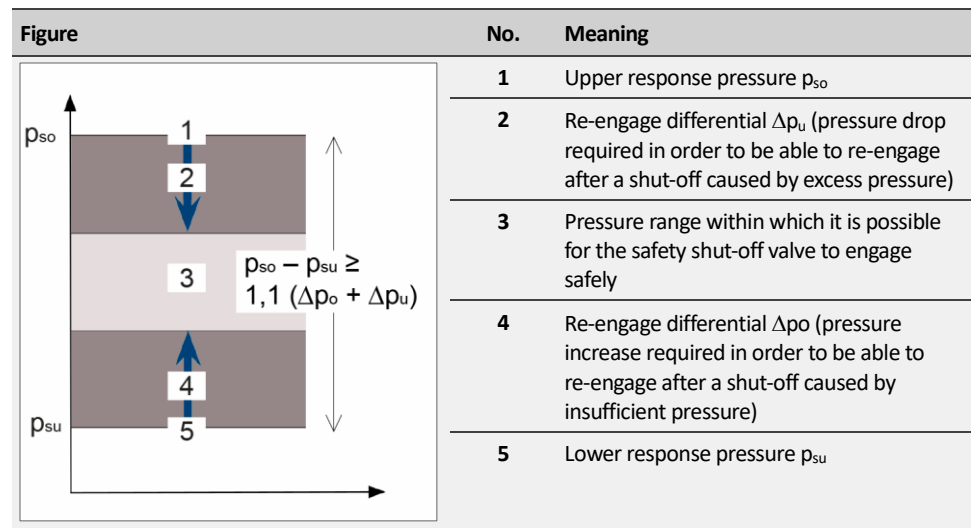 Figure No. Meaning
pso
1
2
3
pso – psu ≥
1,1 (Δpo + Δpu)
4
psu
5
1 Upper response pressure pso
2 Re-engage differential Δpu (pressure drop
required in order to be able to re-engage
after a shut-off caused by excess pressure)
3 Pressure range within which it is possible
for the safety shut-off valve to engage
safely
4 Re-engage differential Δpo (pressure
increase required in order to be able to
re-engage after a shut-off caused by
insufficient pressure)
5 Lower response pressure psu